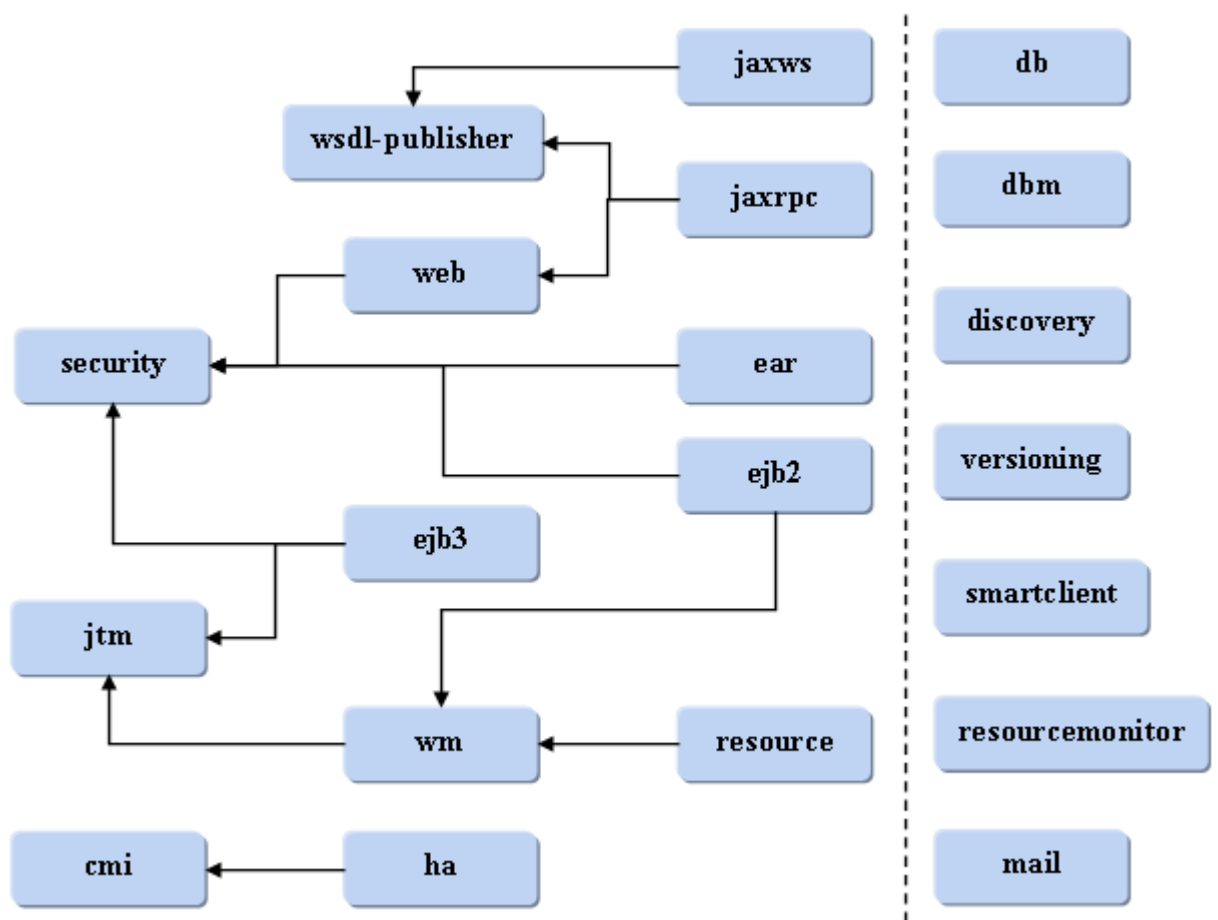 jaxws
wsdl-publisher
jaxrpc
web
security
ear
ejb2
ejb3
jtm
wm
resource
cmi
ha
db
dbm
discovery
versioning
smartclient
resourcemonitor
mail